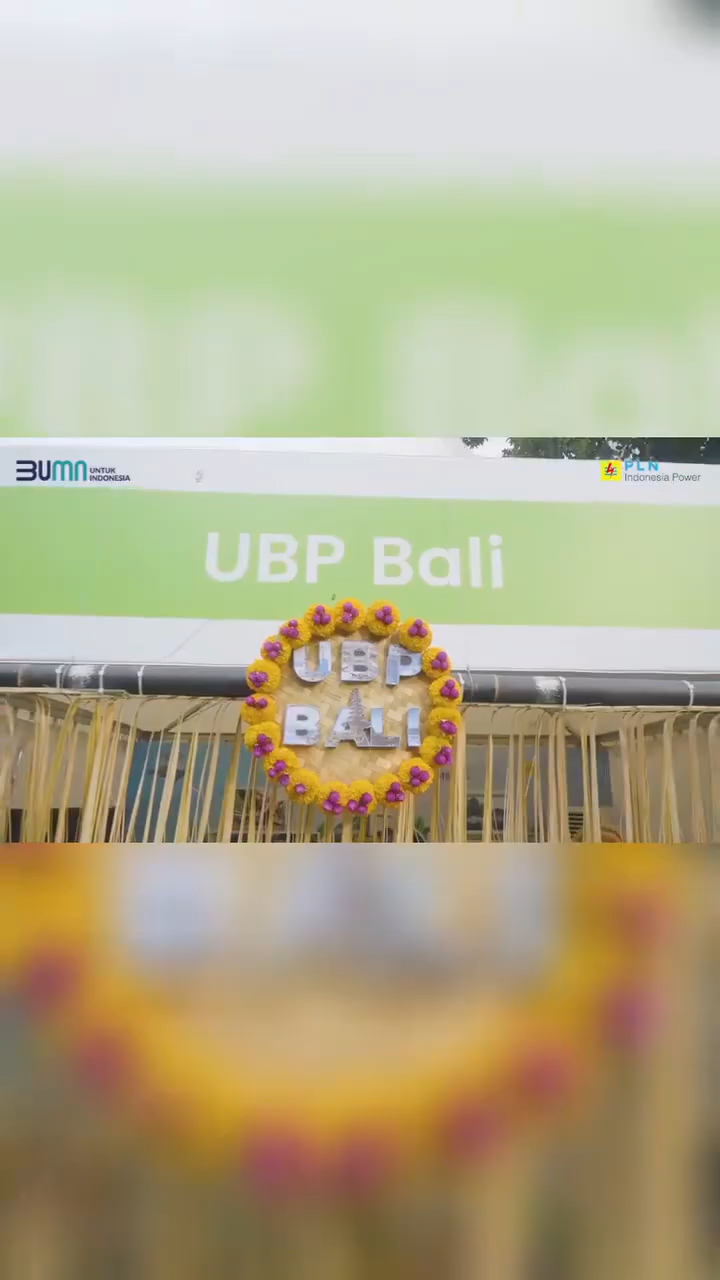 BUMN UNTUK
INDONESIA
PLN
Indonesia Power
UBP Bali
UBP
BALI